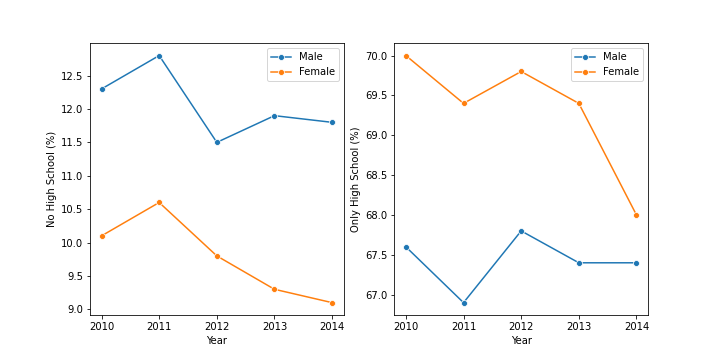 No High School (%)
12.5
12.0
11.5
11.0
10.5
10.0
9.5
9.0
2010 2011 2012 2013 2014
Year
Male
Female
Only High School (%)
70.0
69.5
69.0
68.5
68.0
67.5
67.0
2010 2011 2012 2013 2014
Year
Male
Female